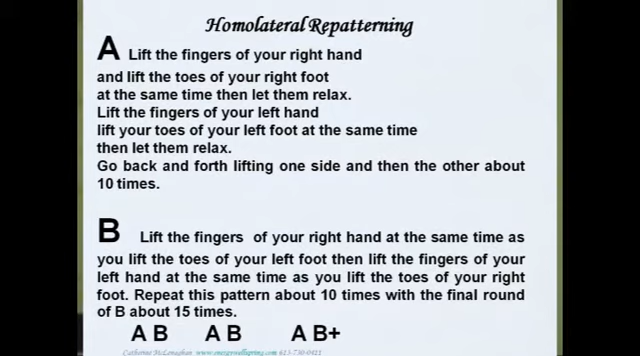 Homolateral Repatterning
A Lift the fingers of your right hand
and lift the toes of your right foot
at the same time then let them relax.
Lift the fingers of your left hand
lift your toes of your left foot at the same time
then let them relax.
Go back and forth lifting one side and then the other about
10 times.
B Lift the fingers of your right hand at the same time as
you lift the toes of your left foot then lift the fingers of your
left hand at the same time as you lift the toes of your right
foot. Repeat this pattern about 10 times with the final round
of B about 15 times.
A B A B A B+
Catherine McLenaghan 613-730-0421